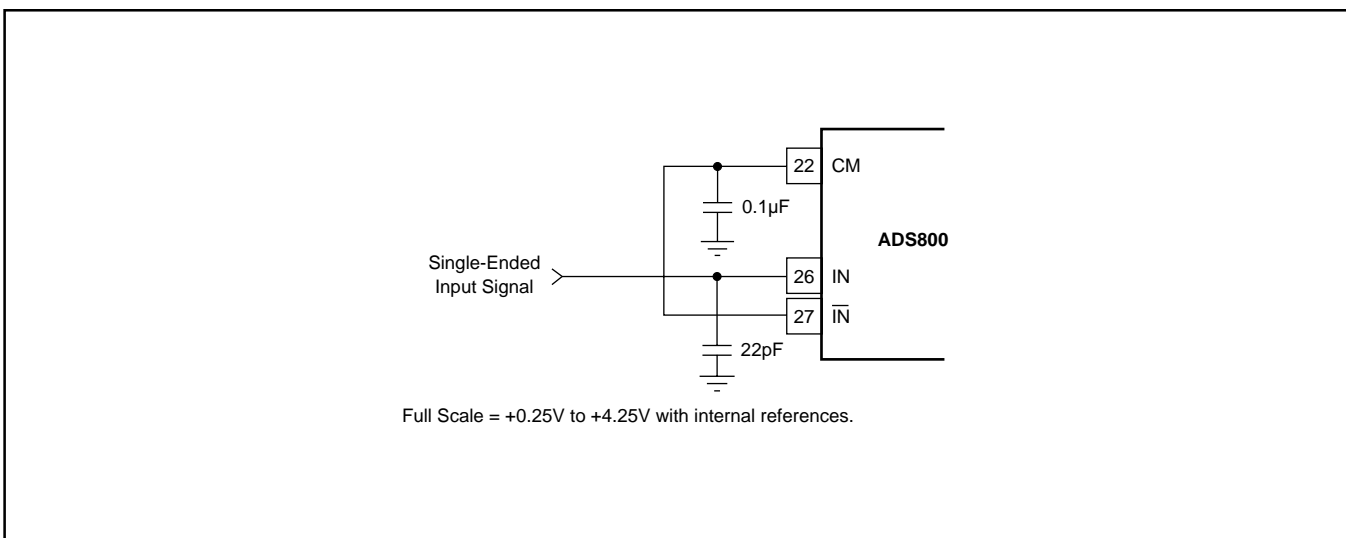 22 CM
0.1µF
ADS800
Single-Ended
Input Signal
26 IN
27 I̅N̅
22pF
Full Scale = +0.25V to +4.25V with internal references.